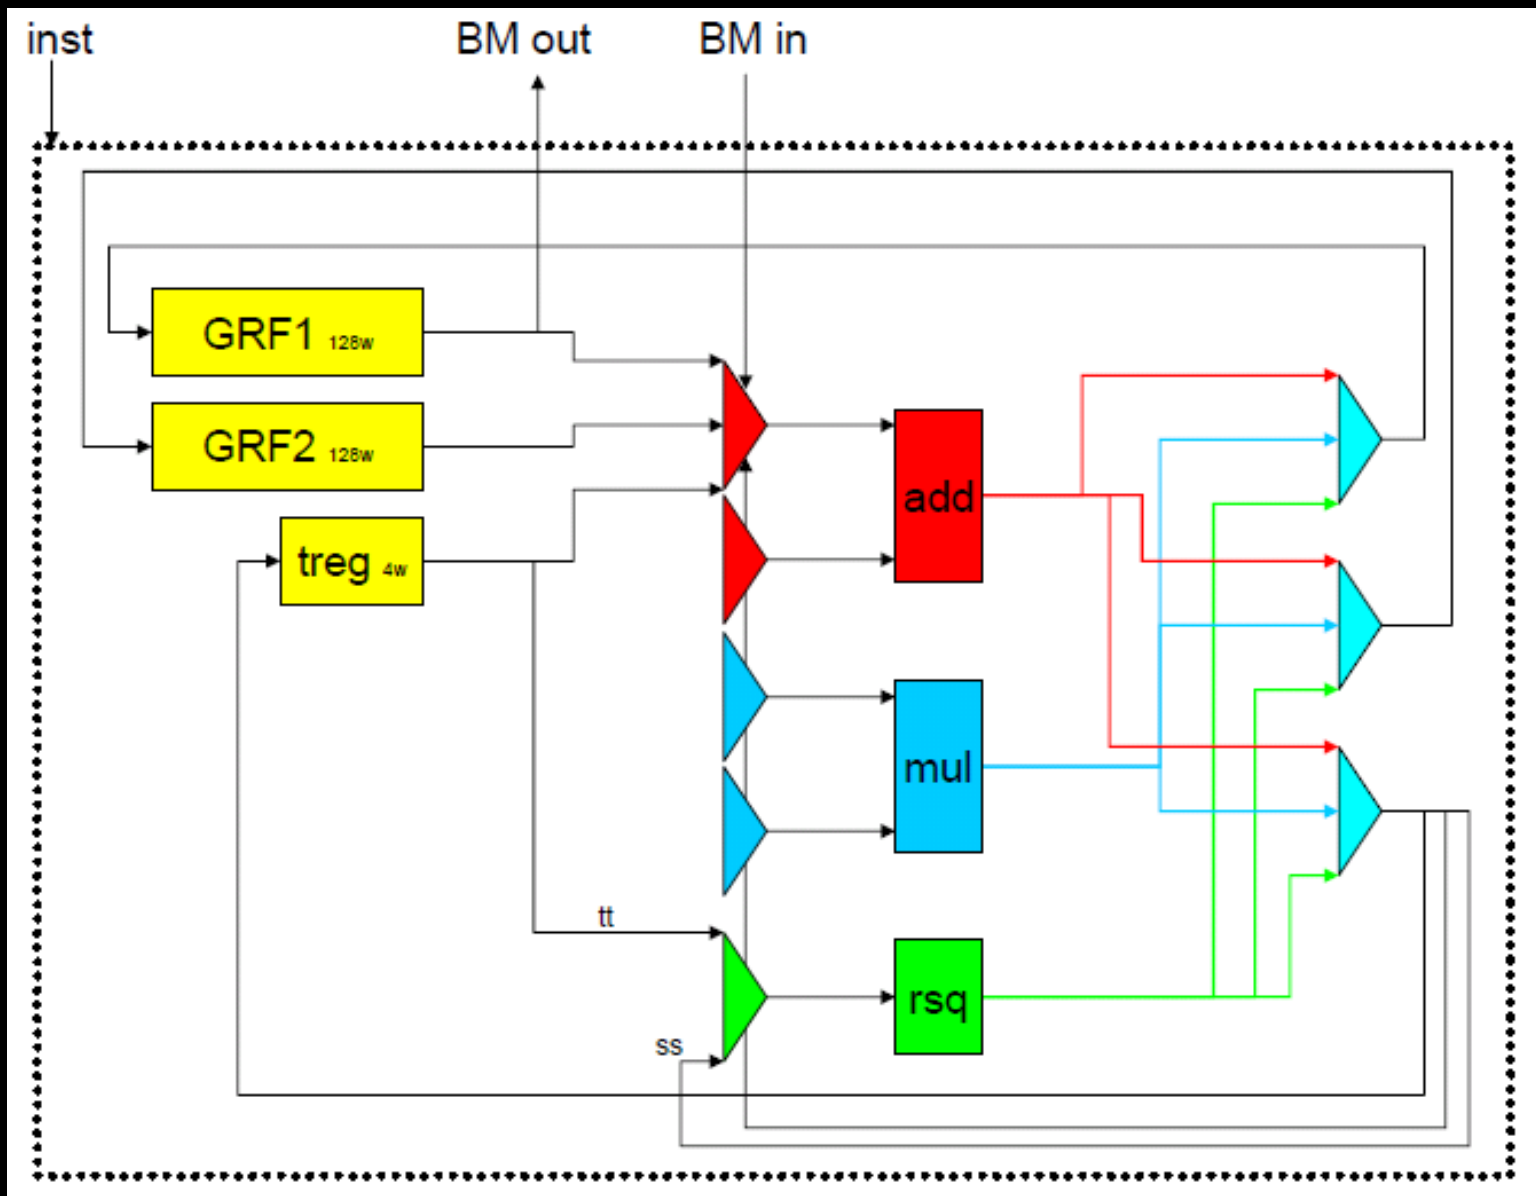 inst
BM out
BM in
GRF1 128w
GRF2 128w
treg 4w
add
mul
tt
rsq
ss